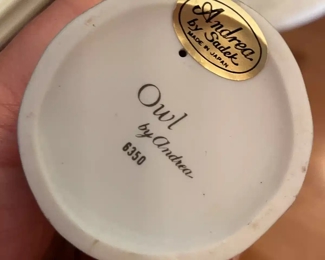 Andrea
by Sadek
MADE IN JAPAN
Owl
by Andrea
6350